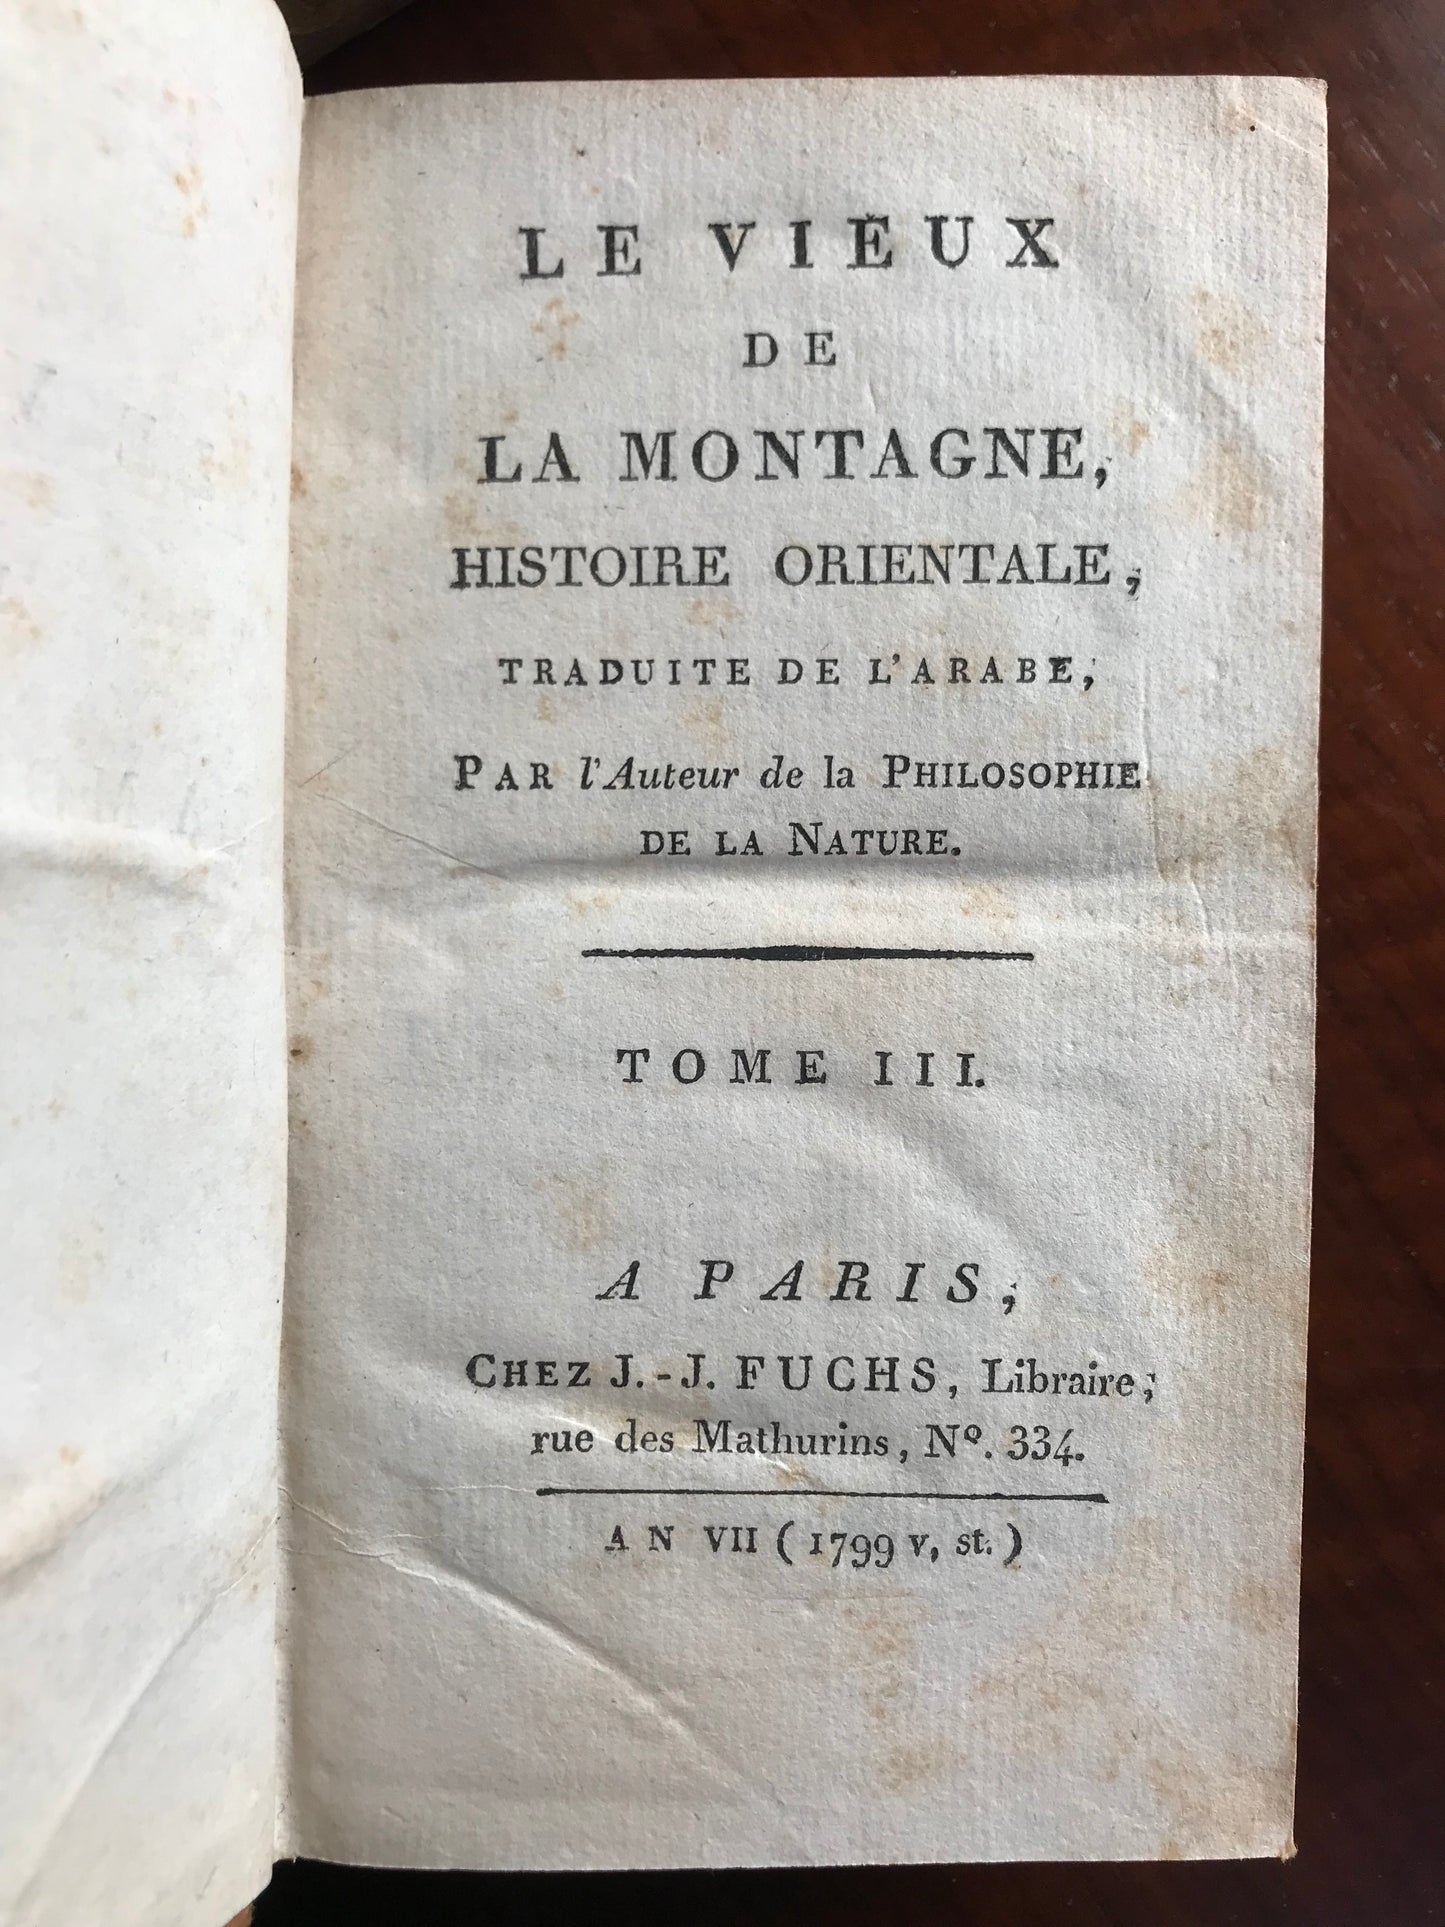 LE VIEUX
DE
LA MONTAGNE,
HISTOIRE ORIENTALE,
TRADUITE DE L'ARABE,
PAR l'Auteur de la PHILOSOPHIE
DE LA NATURE.
TOME III.
A PARIS,
CHEZ J.-J. FUCHS, Libraire,
rue des Mathurins, Nº. 334.
AN VII (1799 v. st.)